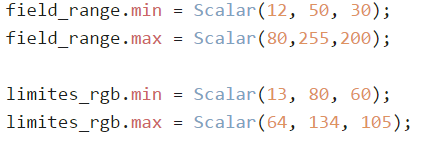 field_range.min = Scalar(12, 50, 30);
field_range.max = Scalar(80,255,200);
limites_rgb.min = Scalar(13, 80, 60);
limites_rgb.max = Scalar(64, 134, 105);